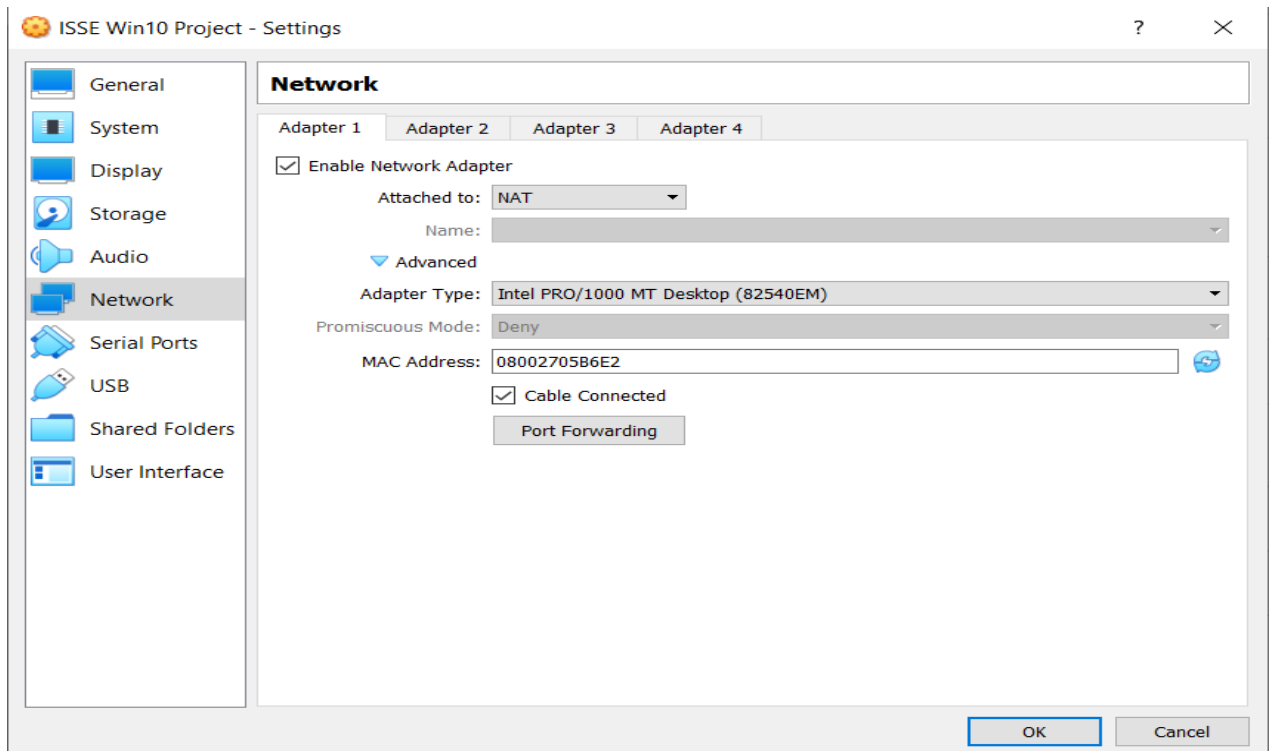 ISSE Win10 Project - Settings
?
General
System
Display
Storage
Audio
Network
Serial Ports
USB
Shared Folders
User Interface
Network
Adapter 1 Adapter 2 Adapter 3 Adapter 4
Enable Network Adapter
Attached to: NAT
Name:
Advanced
Adapter Type: Intel PRO/1000 MT Desktop (82540EM)
Promiscuous Mode: Deny
MAC Address: 08002705B6E2
Cable Connected
Port Forwarding
OK Cancel